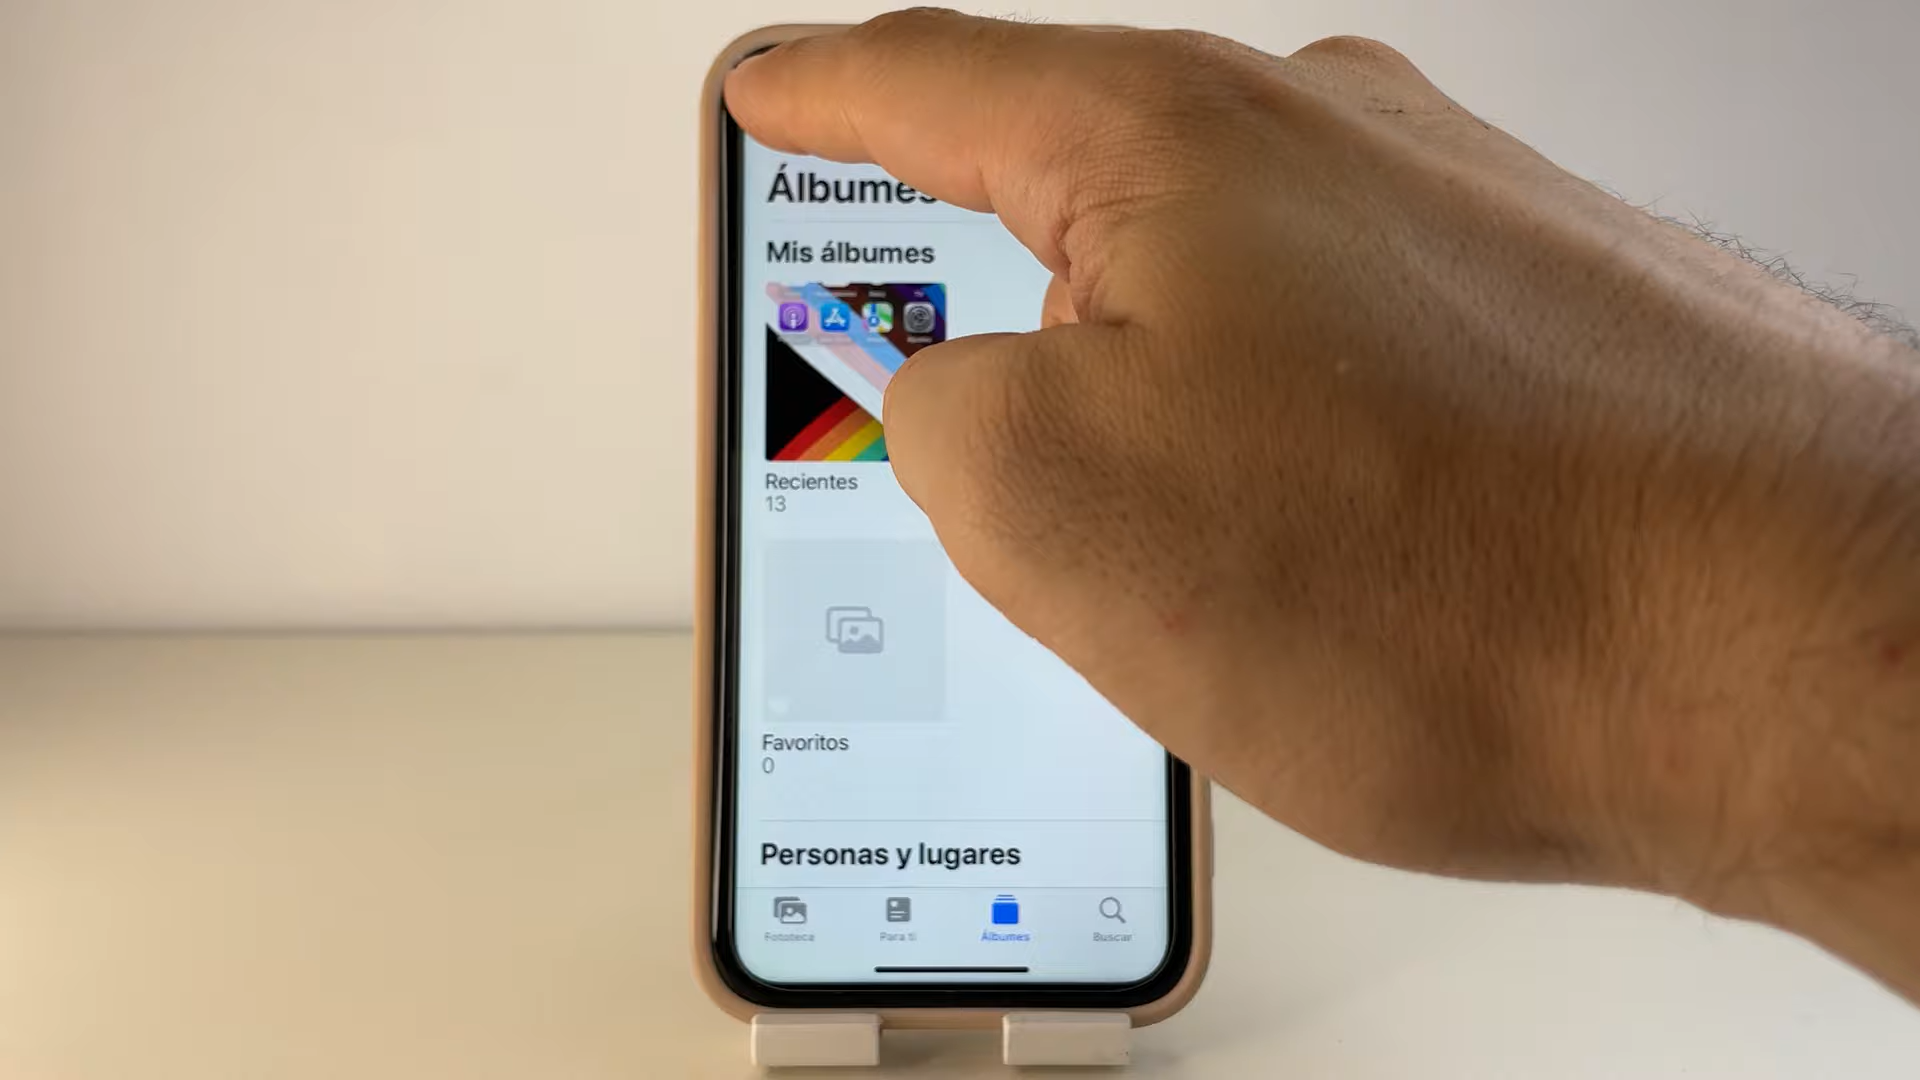 Álbumes
Mis álbumes
Recientes
13
Favoritos
0
Personas y lugares
Fototeca
Para ti
Álbumes
Buscar